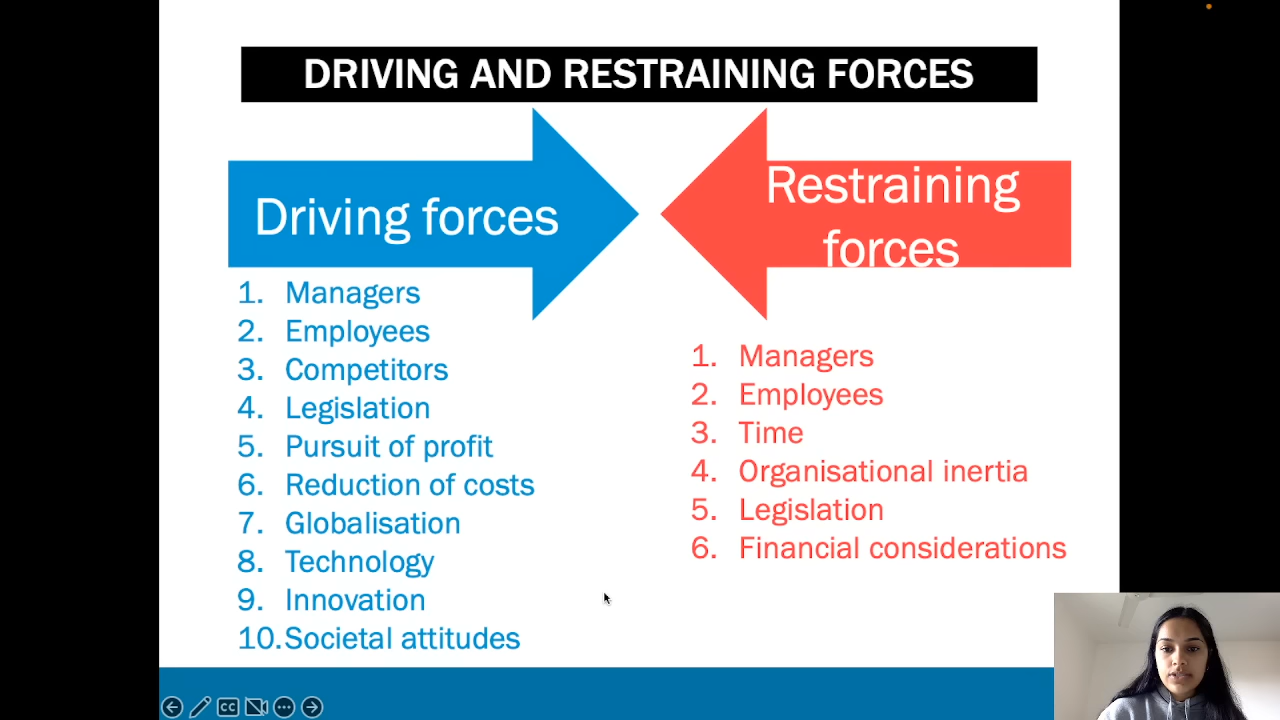 DRIVING AND RESTRAINING FORCES
Driving forces
1. Managers
2. Employees
3. Competitors
4. Legislation
5. Pursuit of profit
6. Reduction of costs
7. Globalisation
8. Technology
9. Innovation
10. Societal attitudes
Restraining
forces
1. Managers
2. Employees
3. Time
4. Organisational inertia
5. Legislation
6. Financial considerations
CC